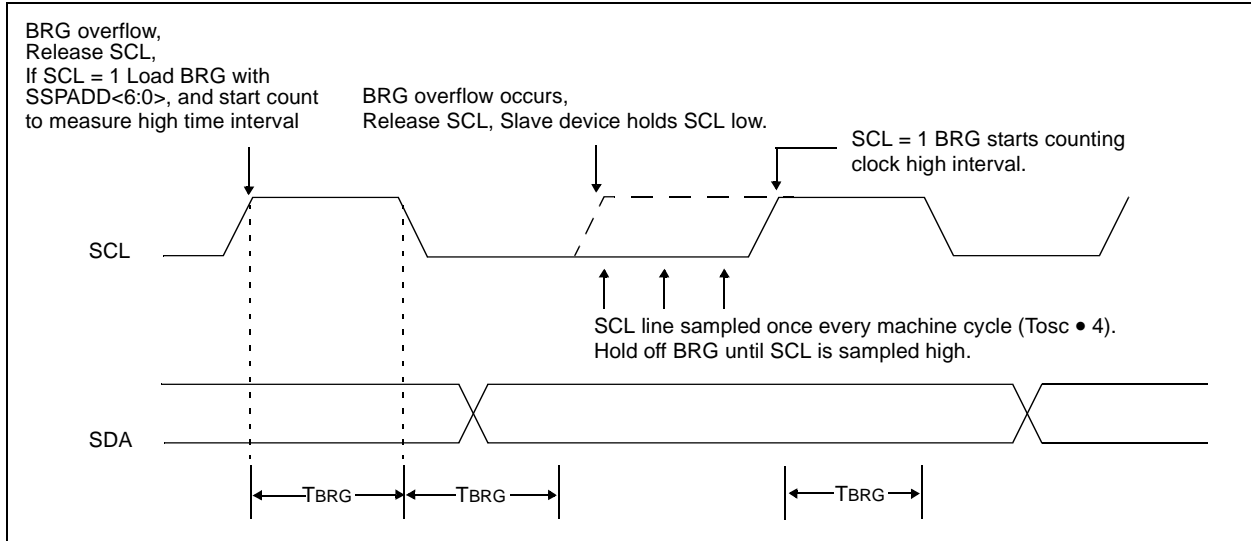 BRG overflow,
Release SCL,
If SCL = 1 Load BRG with
SSPADD<6:0>, and start count
to measure high time interval
BRG overflow occurs,
Release SCL, Slave device holds SCL low.
SCL = 1 BRG starts counting
clock high interval.
SCL
SCL line sampled once every machine cycle (Tosc • 4).
Hold off BRG until SCL is sampled high.
SDA
TBRG
TBRG
TBRG